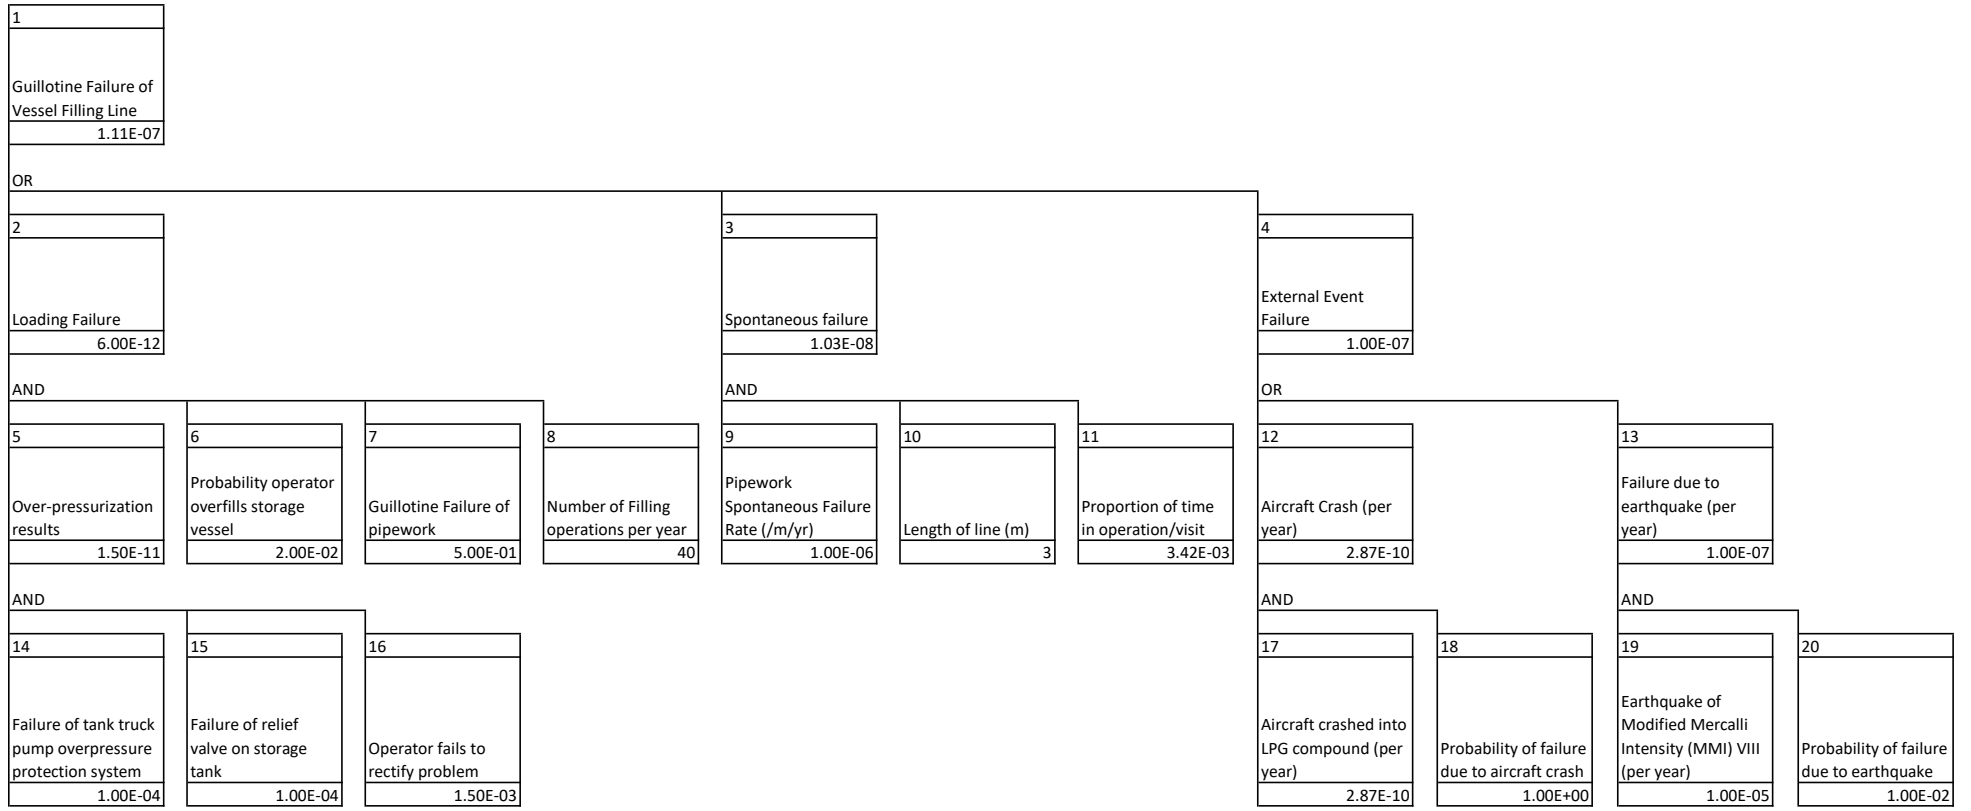 1
Guillotine Failure of
Vessel Filling Line
1.11E-07
OR
2
Loading Failure
6.00E-12
3
Spontaneous failure
1.03E-08
4
External Event
Failure
1.00E-07
AND
AND
OR
5
Over-pressurization
results
1.50E-11
6
Probability operator
overfills storage
vessel
2.00E-02
7
Guillotine Failure of
pipework
5.00E-01
8
Number of Filling
operations per year
40
9
Pipework
Spontaneous Failure
Rate (/m/yr)
1.00E-06
10
Length of line (m)
3
11
Proportion of time
in operation/visit
3.42E-03
12
Aircraft Crash (per
year)
2.87E-10
13
Failure due to
earthquake (per
year)
1.00E-07
AND
AND
AND
14
Failure of tank truck
pump overpressure
protection system
1.00E-04
15
Failure of relief
valve on storage
tank
1.00E-04
16
Operator fails to
rectify problem
1.50E-03
17
Aircraft crashed into
LPG compound (per
year)
2.87E-10
18
Probability of failure
due to aircraft crash
1.00E+00
19
Earthquake of
Modified Mercalli
Intensity (MMI) VIII
(per year)
1.00E-05
20
Probability of failure
due to earthquake
1.00E-02